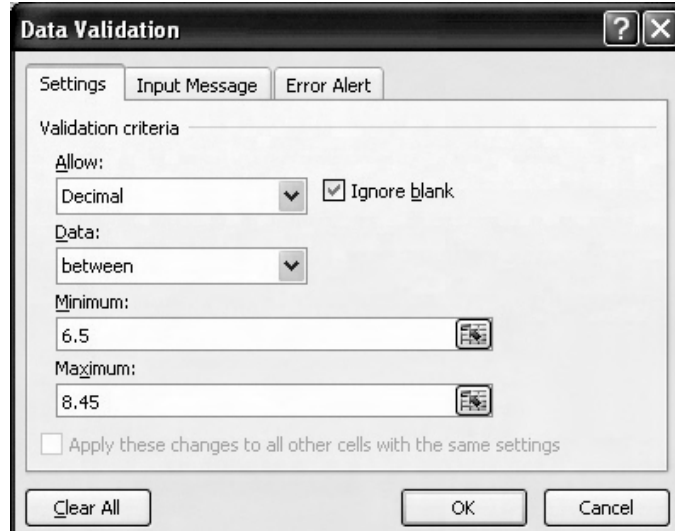 Data Validation
Settings Input Message Error Alert
Validation criteria
Allow:
Decimal Ignore blank
Data:
between
Minimum:
6.5
Maximum:
8.45
Apply these changes to all other cells with the same settings
Clear All OK Cancel